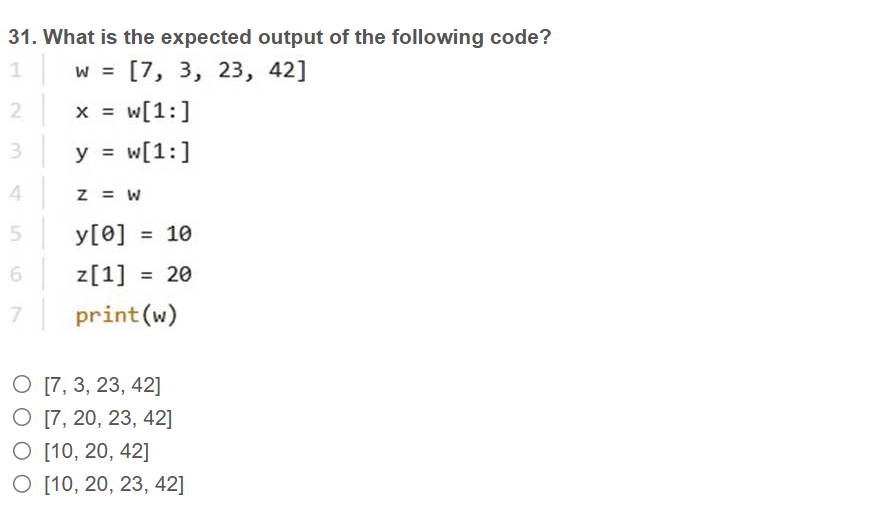 31. What is the expected output of the following code?
1 w = [7, 3, 23, 42]
2 x = w[1:]
3 y = w[1:]
4 z = w
5 y[0] = 10
6 z[1] = 20
7 print(w)
[7, 3, 23, 42]
[7, 20, 23, 42]
[10, 20, 42]
[10, 20, 23, 42]